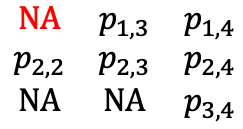 NA p₁,₃ p₁,₄
p₂,₂ p₂,₃ p₂,₄
NA NA p₃,₄